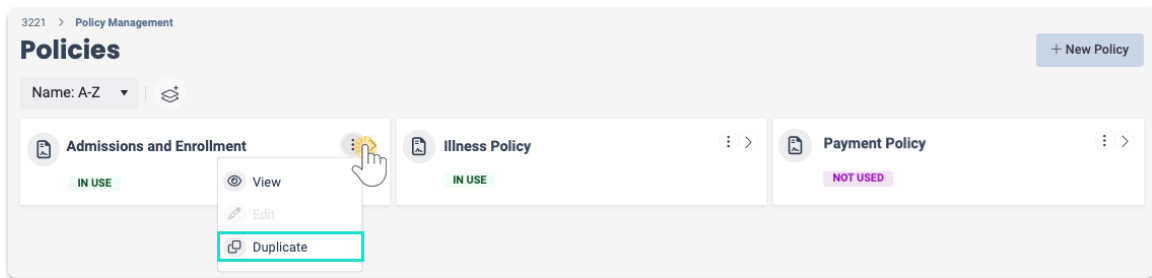 3221 > Policy Management
Policies
+ New Policy
Name: A-Z
Admissions and Enrollment
IN USE
View
Edit
Duplicate
Illness Policy
IN USE
Payment Policy
NOT USED